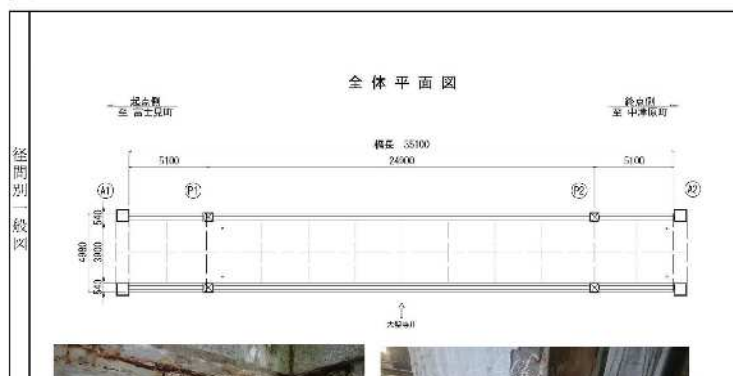 径間別一般図
全体平面図
起点側
至 富士見町
終点側
至 中津原町
橋長 35100
5100
24900
5100
A1
P1
P2
A2
540
4980
3900
540